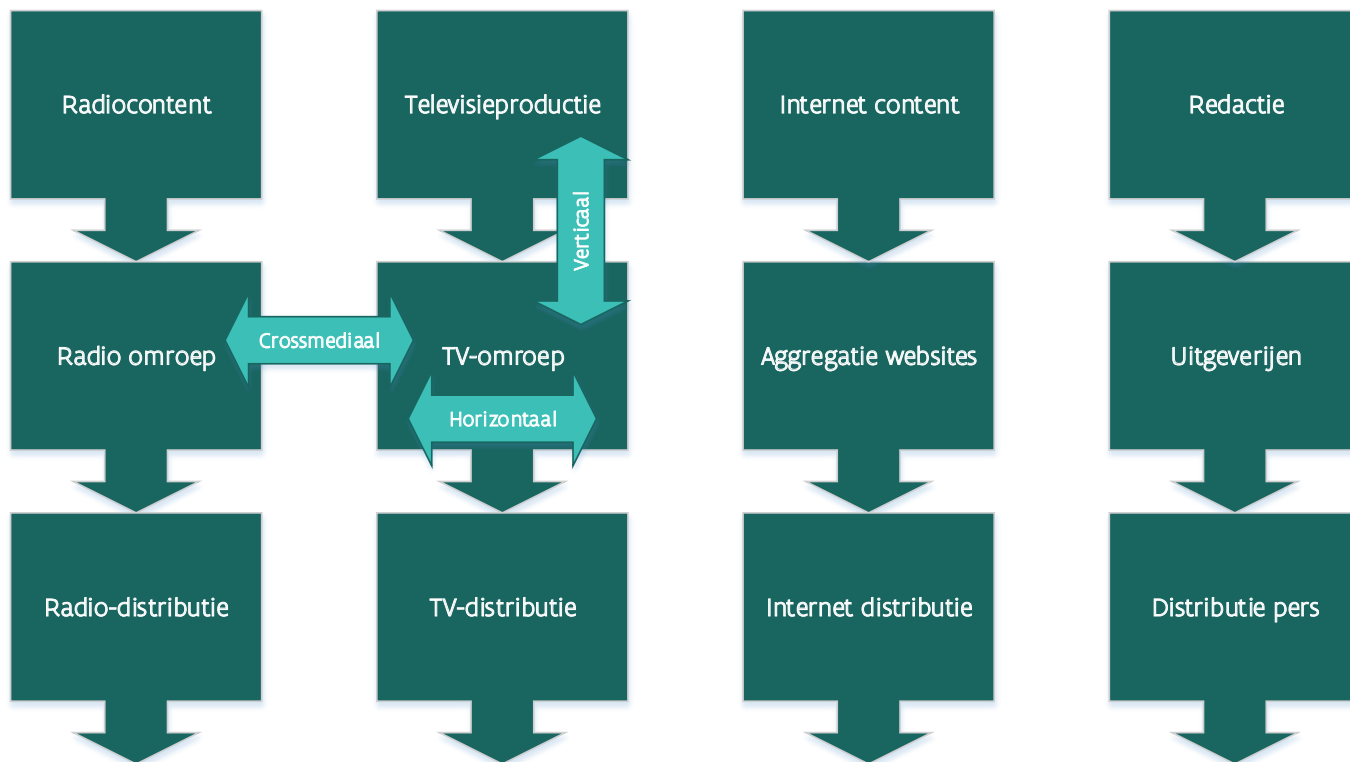 Radiocontent
Televisieproductie
Internet content
Redactie
Verticaal
Radio omroep
Crossmediaal
TV-omroep
Horizontaal
Aggregatie websites
Uitgeverijen
Radio-distributie
TV-distributie
Internet distributie
Distributie pers